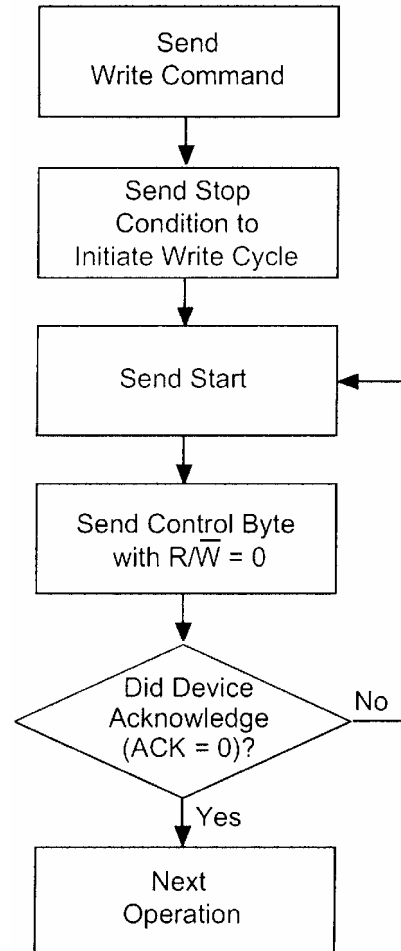 Send
Write Command
Send Stop
Condition to
Initiate Write Cycle
Send Start
Send Control Byte
with R/W̅ = 0
Did Device
Acknowledge
(ACK = 0)?
No
Yes
Next
Operation